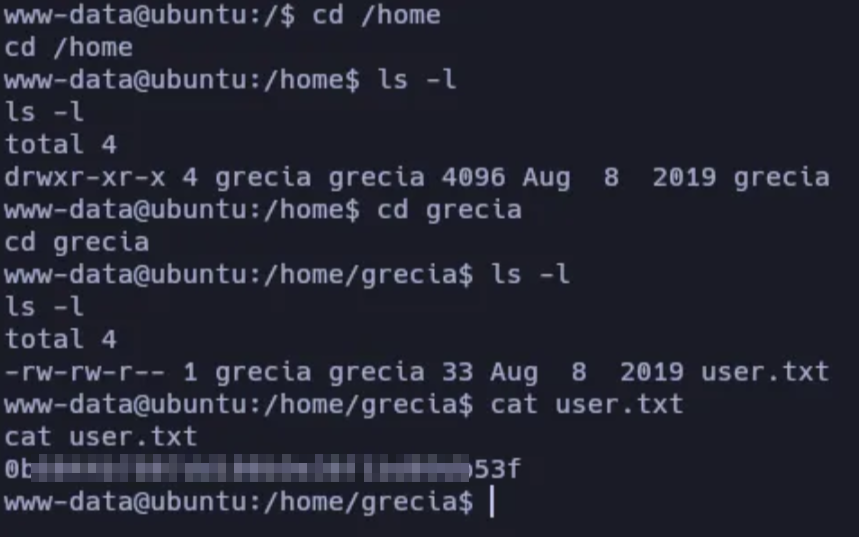 www-data@ubuntu:/$ cd /home
cd /home
www-data@ubuntu:/home$ ls -l
ls -l
total 4
drwxr-xr-x 4 grecia grecia 4096 Aug  8  2019 grecia
www-data@ubuntu:/home$ cd grecia
cd grecia
www-data@ubuntu:/home/grecia$ ls -l
ls -l
total 4
-rw-rw-r-- 1 grecia grecia 33 Aug  8  2019 user.txt
www-data@ubuntu:/home/grecia$ cat user.txt
cat user.txt
www-data@ubuntu:/home/grecia$